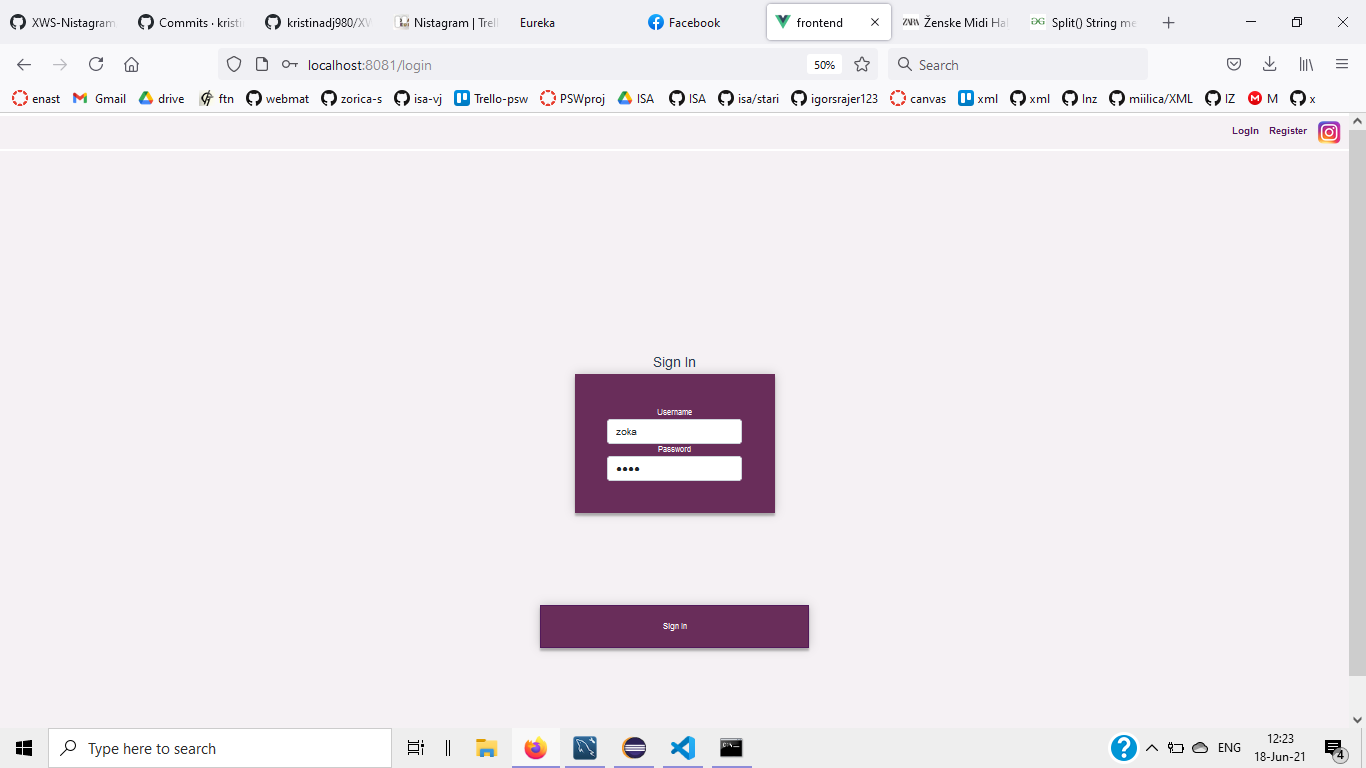 XWS-Nistagram
Commits · kristi
kristinadj980/XW
Nistagram | Trell
Eureka
Facebook
frontend
ZARA
Ženske Midi Hal
Split() String me
localhost:8081/login
50%
Search
enast
Gmail
drive
ftn
webmat
zorica-s
isa-vj
Trello-psw
PSWproj
ISA
ISA
isa/stari
igorsrajer123
canvas
xml
xml
Inz
miilica/XML
IZ
M
x
LogIn
Register
Sign In
Username
zoka
Password
Sign In
Type here to search
ENG
12:23
18-Jun-21
4